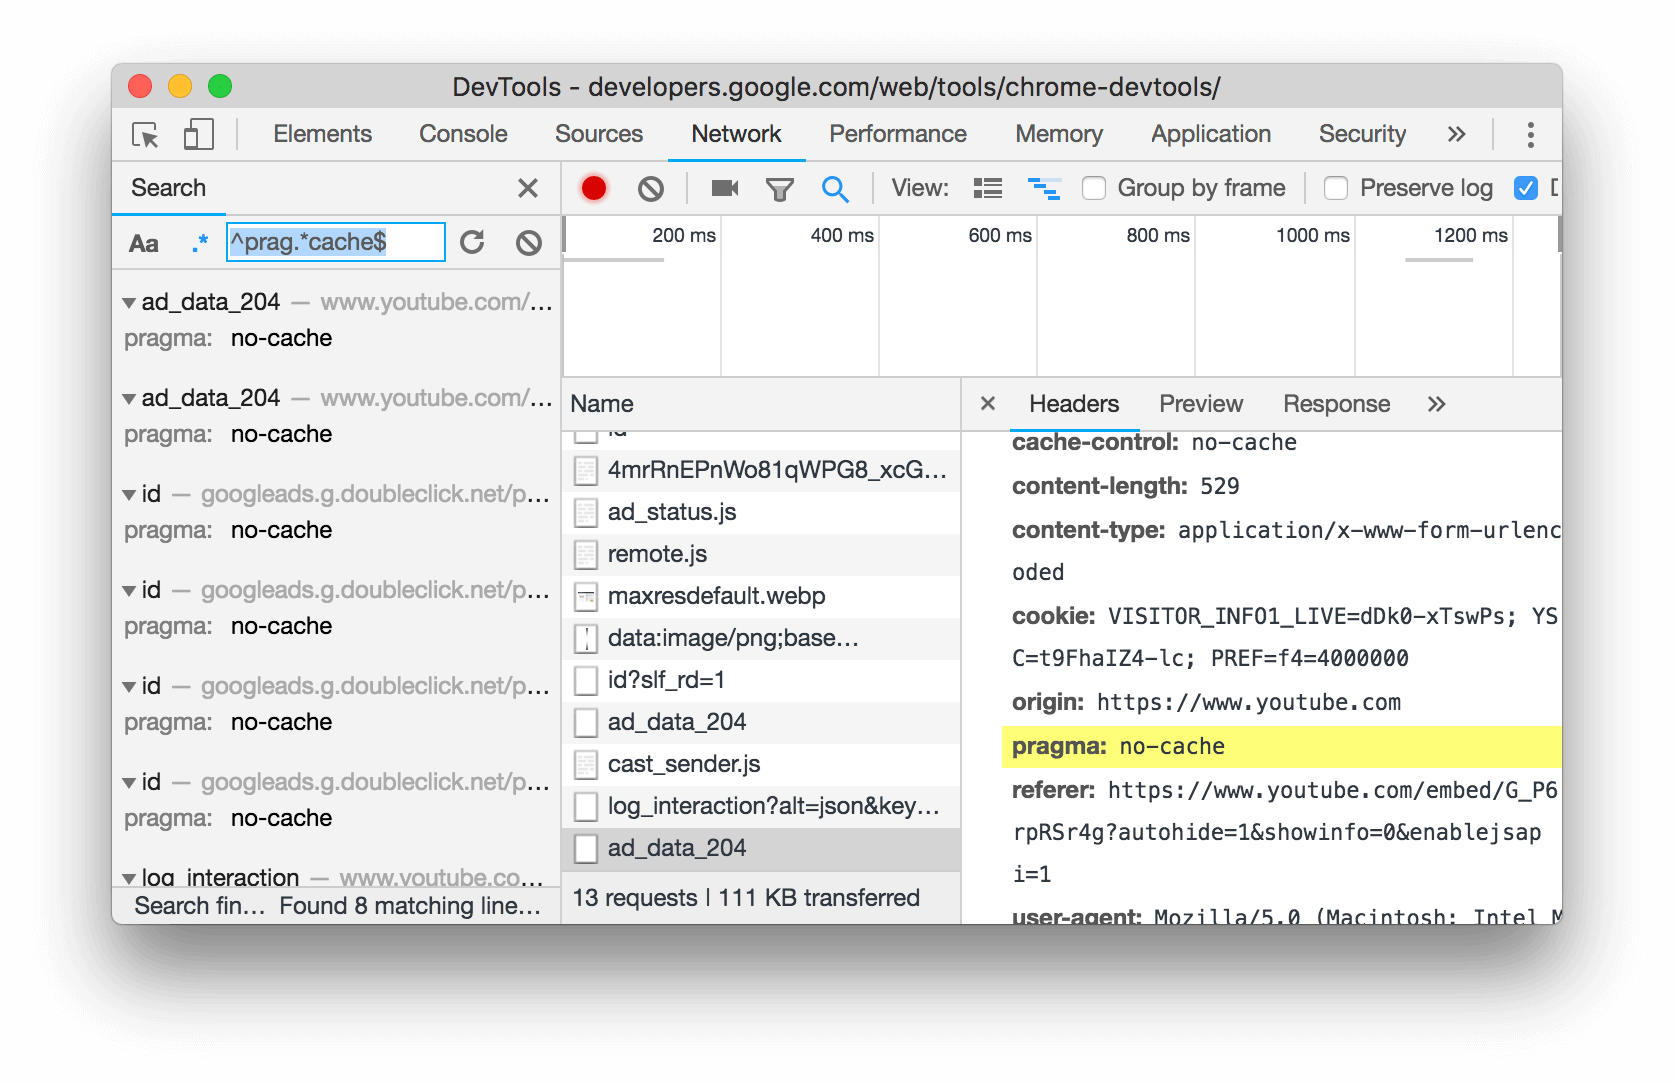 DevTools - developers.google.com/web/tools/chrome-devtools/
Elements Console Sources Network Performance Memory Application Security »
Search
View: Group by frame Preserve log
Aa .* ^prag.*cache$
200 ms 400 ms 600 ms 800 ms 1000 ms 1200 ms
ad_data_204 — www.youtube.com/…
pragma: no-cache
ad_data_204 — www.youtube.com/…
pragma: no-cache
id — googleads.g.doubleclick.net/p…
pragma: no-cache
id — googleads.g.doubleclick.net/p…
pragma: no-cache
id — googleads.g.doubleclick.net/p…
pragma: no-cache
id — googleads.g.doubleclick.net/p…
pragma: no-cache
log_interaction — www.youtube.co…
Search fin… Found 8 matching line…
Name
id
4mrRnEPnWo81qWPG8_xcG…
ad_status.js
remote.js
maxresdefault.webp
data:image/png;base…
id?slf_rd=1
ad_data_204
cast_sender.js
log_interaction?alt=json&key…
ad_data_204
13 requests | 111 KB transferred
Headers Preview Response »
cache-control: no-cache
content-length: 529
content-type: application/x-www-form-urlenc
oded
cookie: VISITOR_INFO1_LIVE=dDk0-xTswPs; YS
C=t9FhaIZ4-lc; PREF=f4=4000000
origin: https://www.youtube.com
pragma: no-cache
referer: https://www.youtube.com/embed/G_P6
rpRSr4g?autohide=1&showinfo=0&enablejsap
i=1
user-agent: Mozilla/5.0 (Macintosh; Intel M